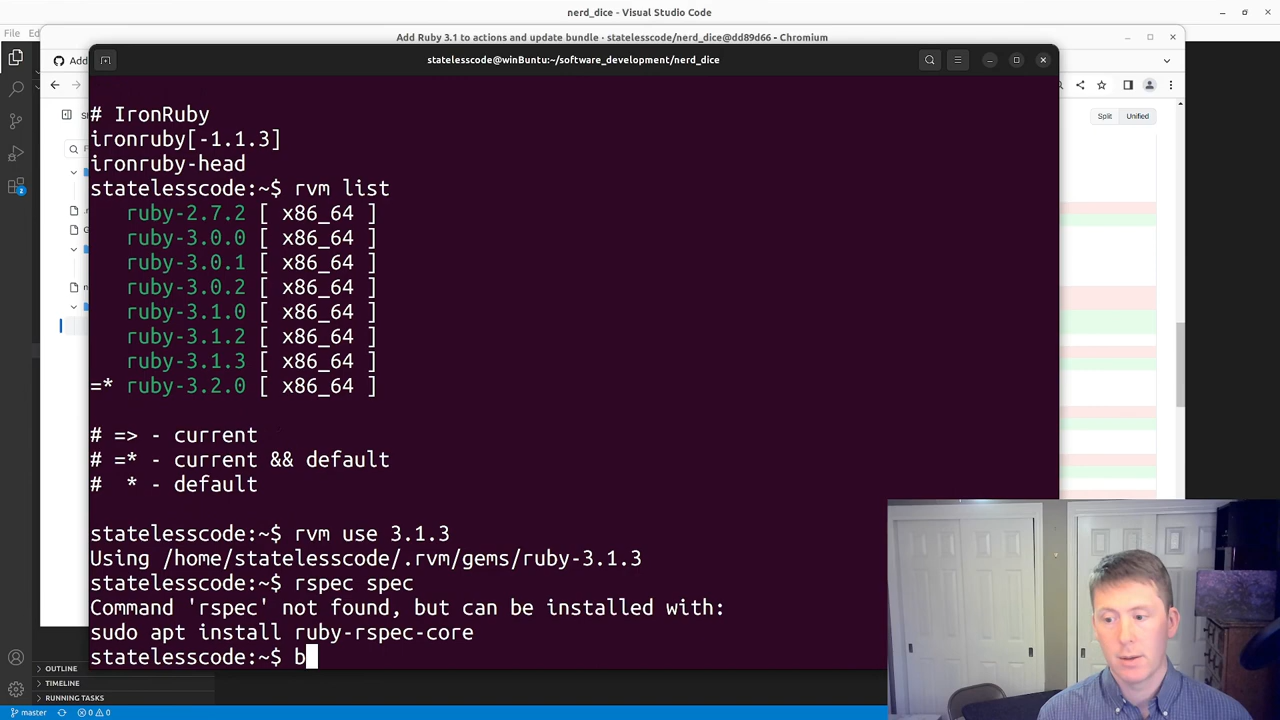 nerd_dice - Visual Studio Code
File
Add Ruby 3.1 to actions and update bundle · statelesscode/nerd_dice@dd89d66 - Chromium
statelesscode@winBuntu:~/software_development/nerd_dice
Split
Unified
# IronRuby
ironruby[-1.1.3]
ironruby-head
statelesscode:~$ rvm list
ruby-2.7.2 [ x86_64 ]
ruby-3.0.0 [ x86_64 ]
ruby-3.0.1 [ x86_64 ]
ruby-3.0.2 [ x86_64 ]
ruby-3.1.0 [ x86_64 ]
ruby-3.1.2 [ x86_64 ]
ruby-3.1.3 [ x86_64 ]
=* ruby-3.2.0 [ x86_64 ]
# => - current
# =* - current && default
#  * - default
statelesscode:~$ rvm use 3.1.3
Using /home/statelesscode/.rvm/gems/ruby-3.1.3
statelesscode:~$ rspec spec
Command 'rspec' not found, but can be installed with:
sudo apt install ruby-rspec-core
statelesscode:~$ b
OUTLINE
TIMELINE
RUNNING TASKS
master
0
0